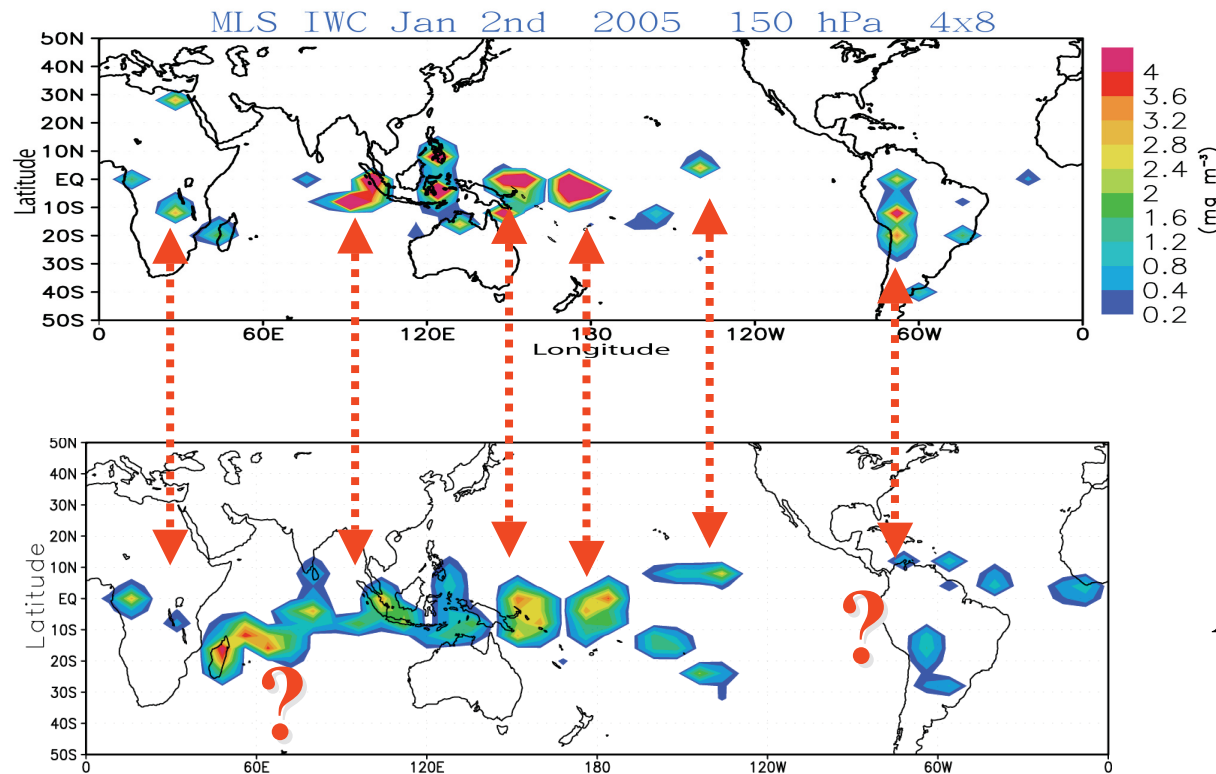 MLS IWC Jan 2nd 2005 150 hPa 4x8
50N
40N
30N
20N
10N
EQ
10S
20S
30S
40S
50S
Latitude
0 60E 120E 180 120W 60W 0
Longitude
4
3.6
3.2
2.8
2.4
2
1.6
1.2
0.8
0.4
0.2
(mg m⁻³)
50N
40N
30N
20N
10N
EQ
10S
20S
30S
40S
50S
Latitude
?
?
0 60E 120E 180 120W 60W 0